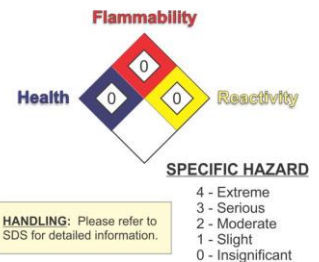 Flammability
0
Health 0 0 Reactivity
SPECIFIC HAZARD
4 - Extreme
3 - Serious
2 - Moderate
1 - Slight
0 - Insignificant
HANDLING: Please refer to
SDS for detailed information.